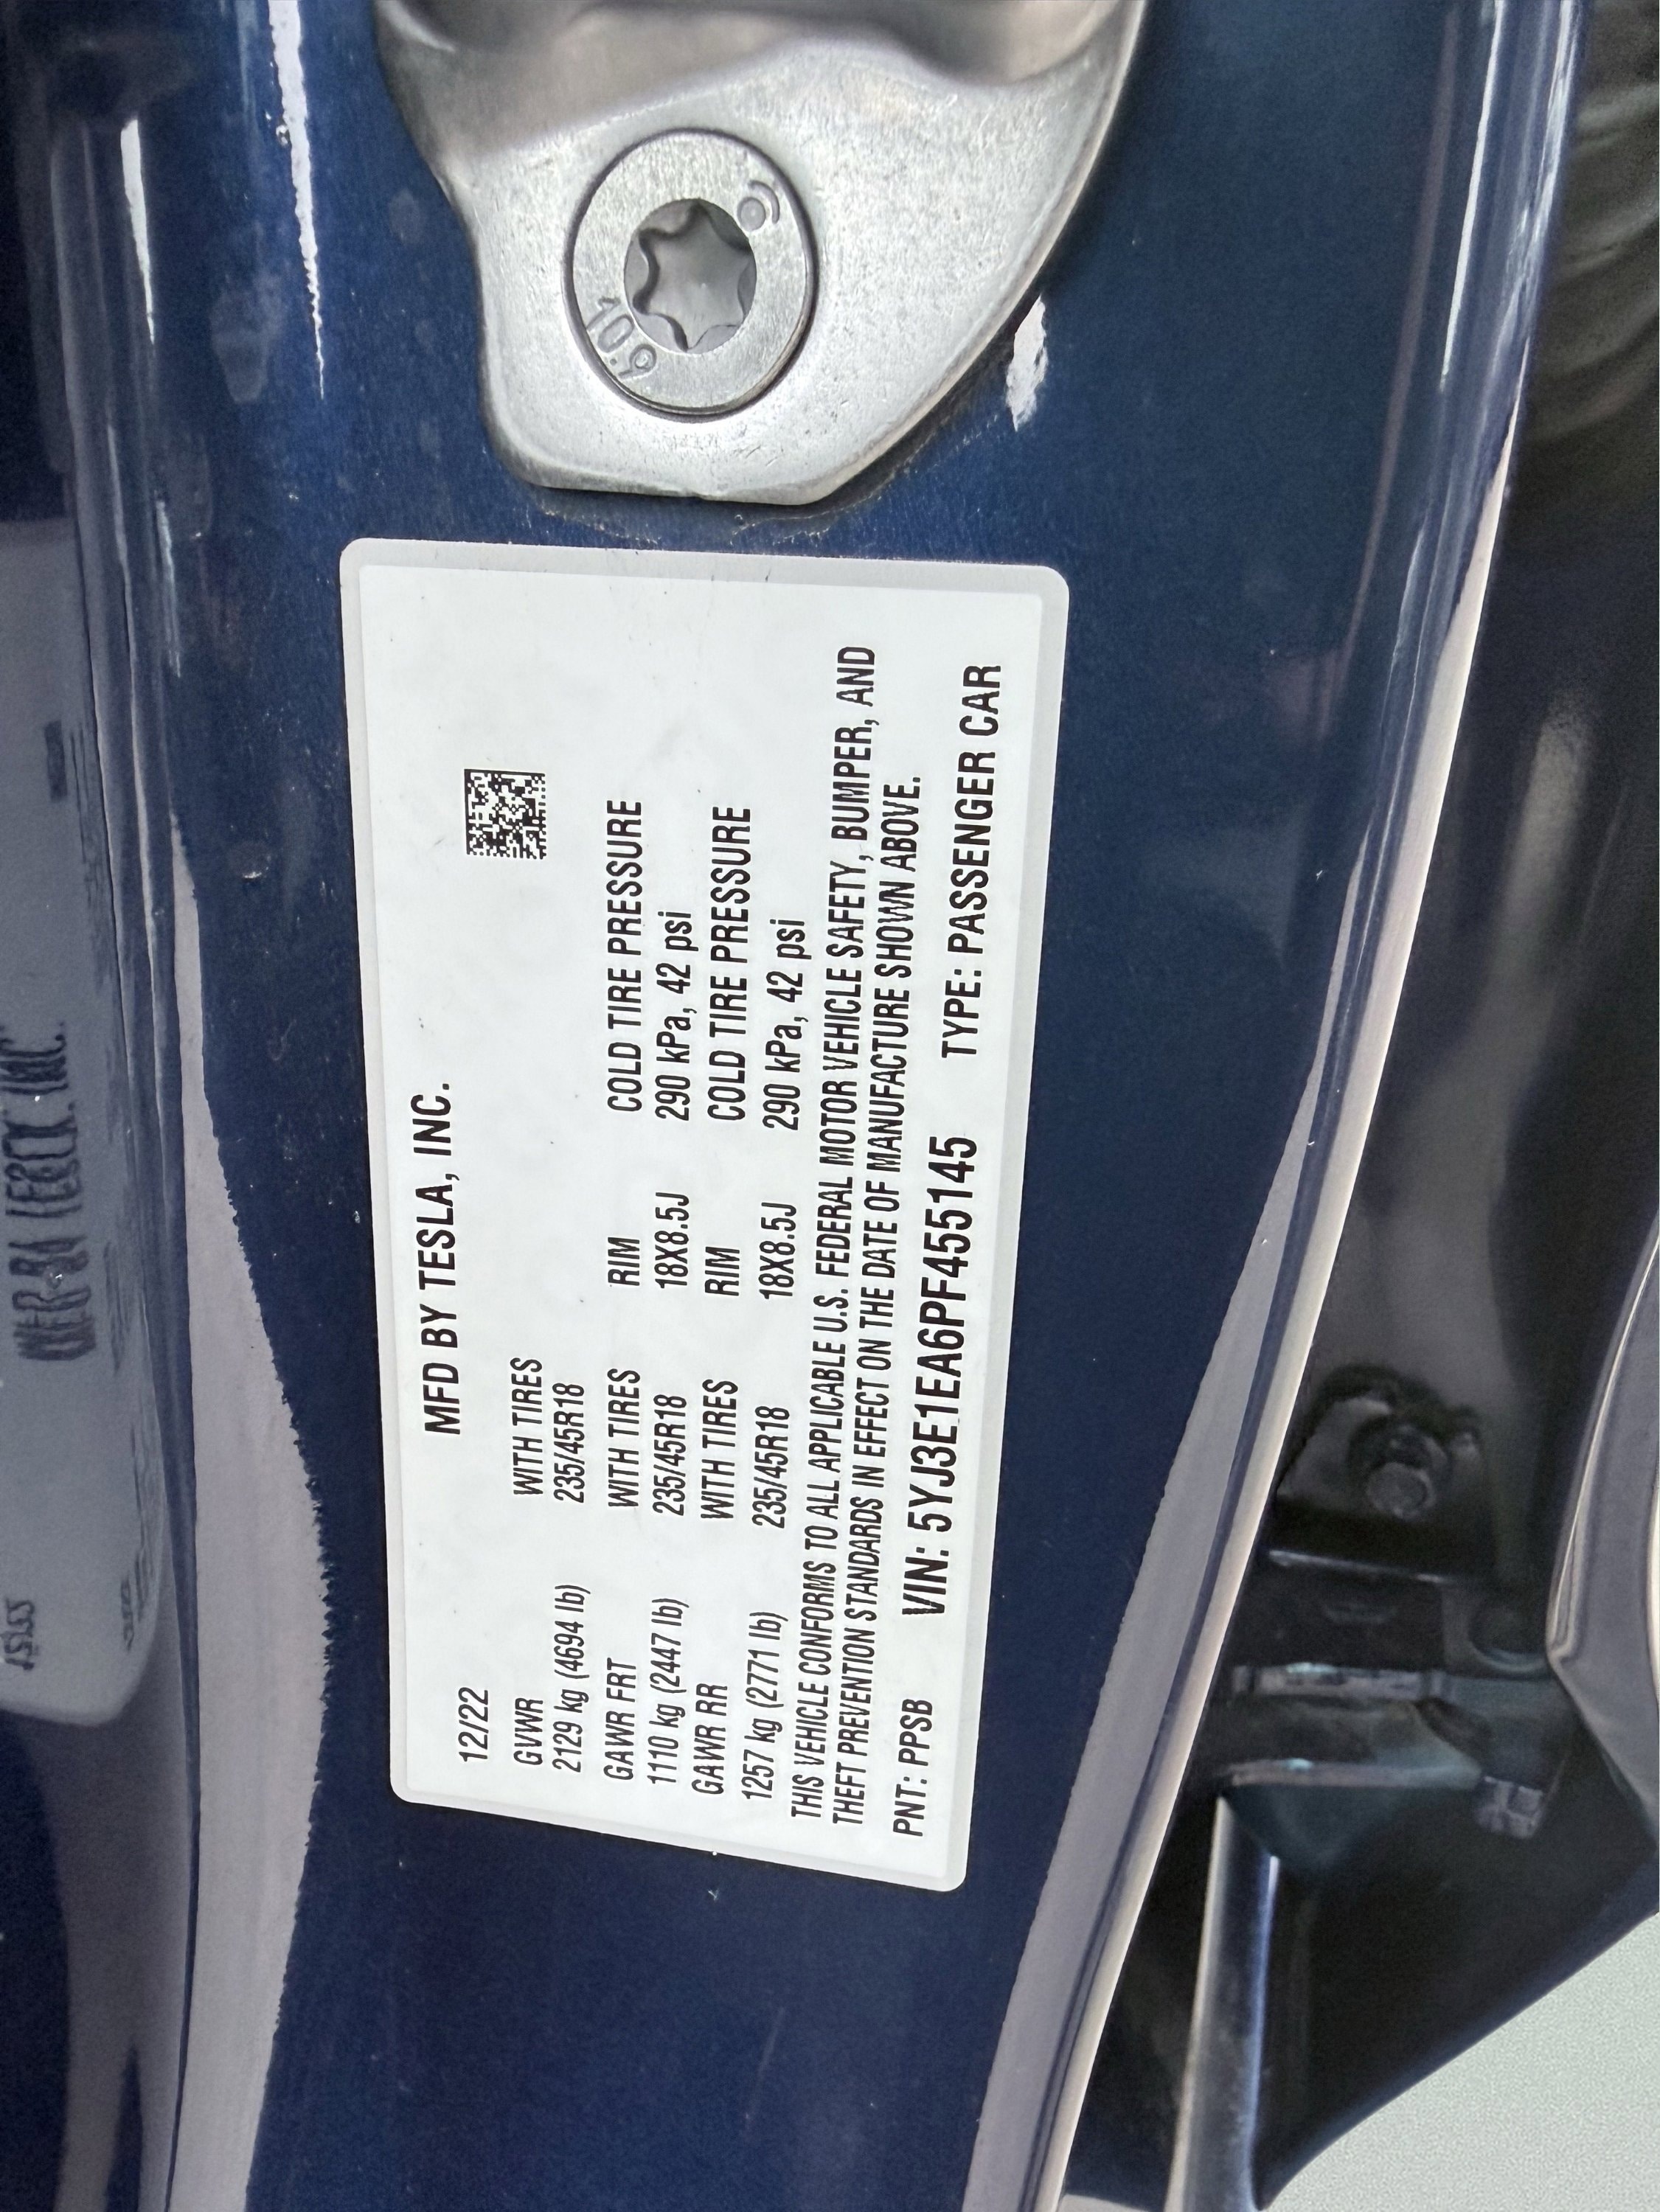 10.9
MFD BY TESLA, INC.
12/22
GVWR WITH TIRES
2129 kg (4694 lb) 235/45R18
GAWR FRT WITH TIRES RIM COLD TIRE PRESSURE
1110 kg (2447 lb) 235/45R18 18X8.5J 290 kPa, 42 psi
GAWR RR WITH TIRES RIM COLD TIRE PRESSURE
1257 kg (2771 lb) 235/45R18 18X8.5J 290 kPa, 42 psi
THIS VEHICLE CONFORMS TO ALL APPLICABLE U.S. FEDERAL MOTOR VEHICLE SAFETY, BUMPER, AND
THEFT PREVENTION STANDARDS IN EFFECT ON THE DATE OF MANUFACTURE SHOWN ABOVE.
PNT: PPSB VIN: 5YJ3E1EA6PF455145 TYPE: PASSENGER CAR